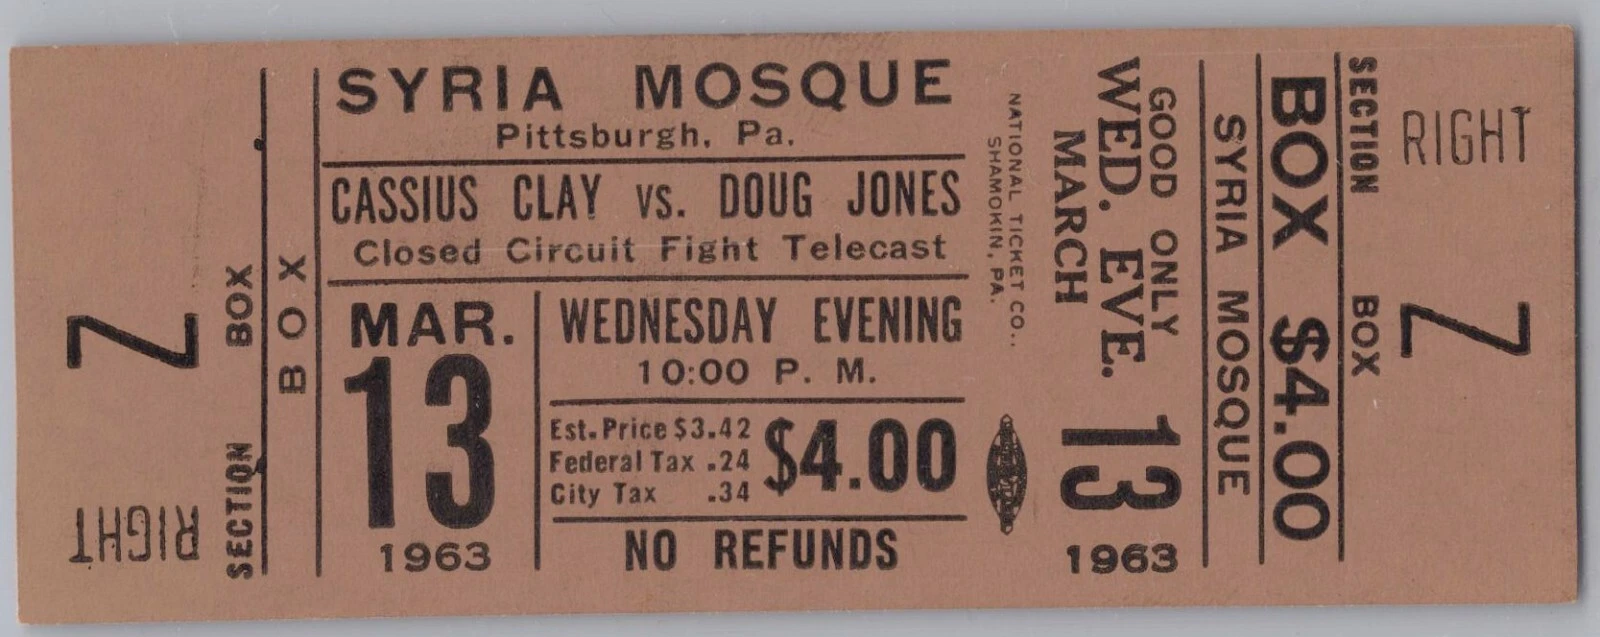 RIGHT
Z
SECTION BOX
BOX
SYRIA MOSQUE
Pittsburgh, Pa.
CASSIUS CLAY VS. DOUG JONES
Closed Circuit Fight Telecast
MAR.
13
1963
WEDNESDAY EVENING
10:00 P. M.
Est. Price $3.42
Federal Tax .24
City Tax .34
$4.00
NO REFUNDS
NATIONAL TICKET CO.,
SHAMOKIN, PA.
GOOD ONLY
WED. EVE.
MARCH
13
1963
SYRIA MOSQUE
BOX $4.00
SECTION BOX
RIGHT
Z